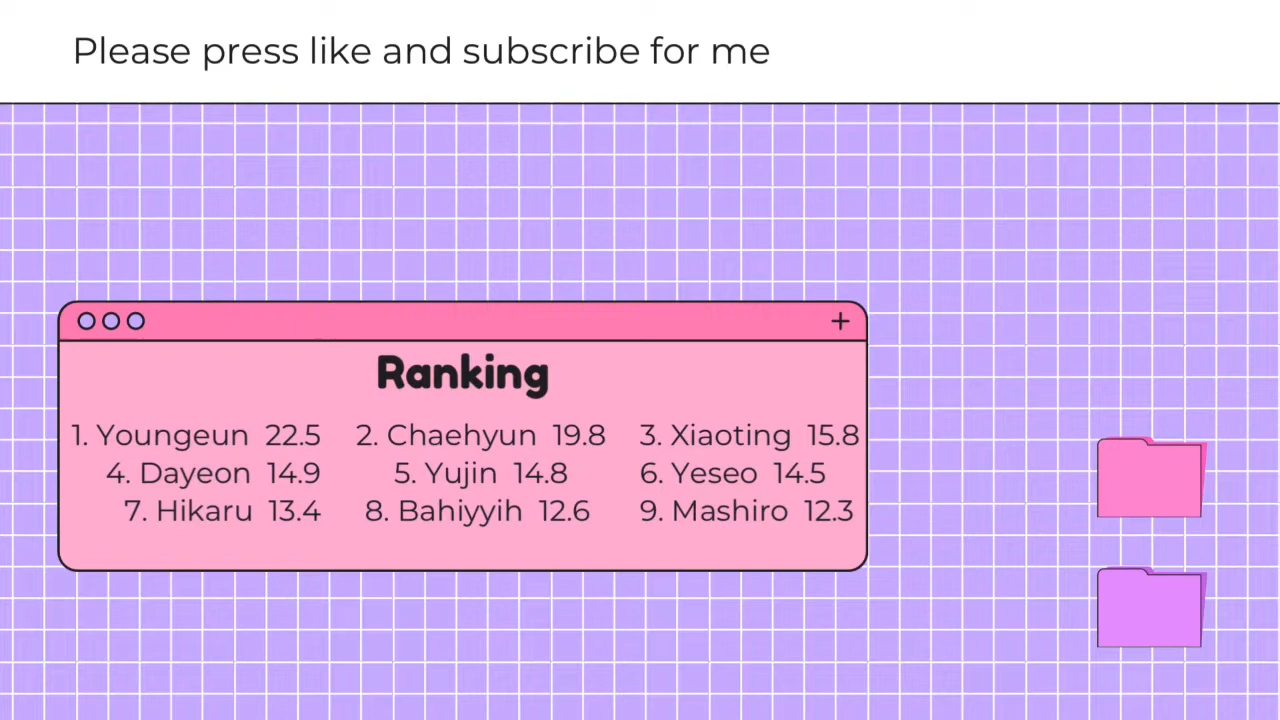 Please press like and subscribe for me
Ranking
1. Youngeun 22.5 2. Chaehyun 19.8 3. Xiaoting 15.8
4. Dayeon 14.9 5. Yujin 14.8 6. Yeseo 14.5
7. Hikaru 13.4 8. Bahiyyih 12.6 9. Mashiro 12.3